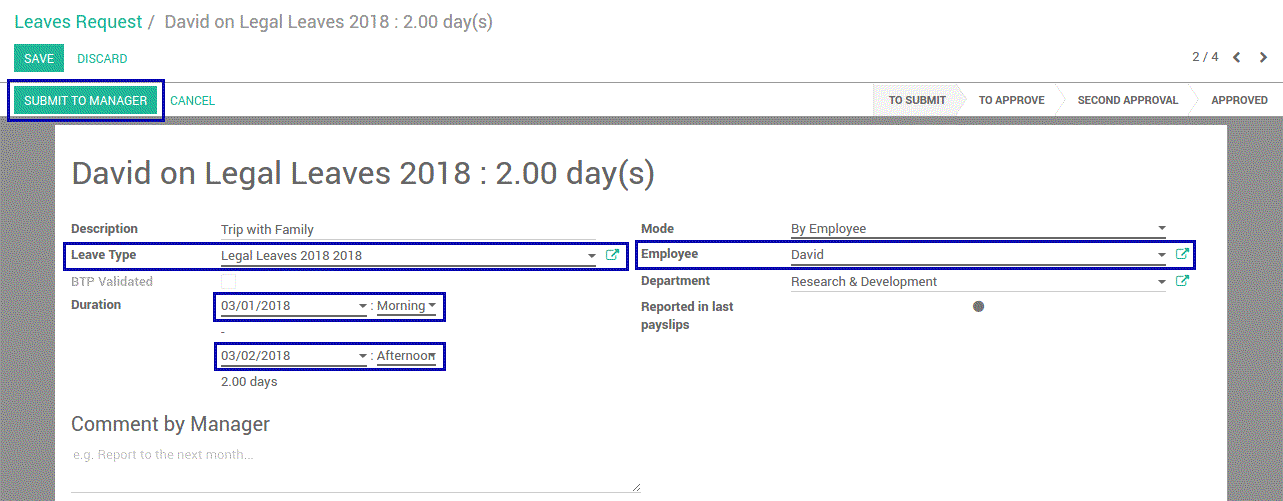 Leaves Request / David on Legal Leaves 2018 : 2.00 day(s)
SAVE DISCARD 2 / 4
SUBMIT TO MANAGER CANCEL TO SUBMIT TO APPROVE SECOND APPROVAL APPROVED
David on Legal Leaves 2018 : 2.00 day(s)
Description Trip with Family Mode By Employee
Leave Type Legal Leaves 2018 2018 Employee David
BTP Validated Department Research & Development
Duration 03/01/2018 : Morning Reported in last
payslips
-
03/02/2018 : Afternoon
2.00 days
Comment by Manager
e.g. Report to the next month...